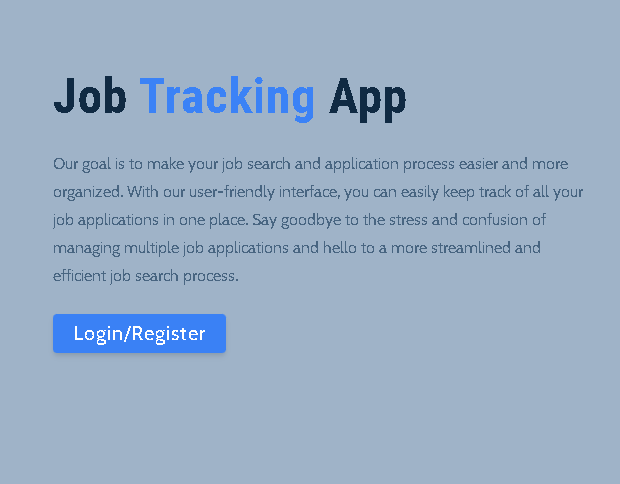 Job Tracking App
Our goal is to make your job search and application process easier and more
organized. With our user-friendly interface, you can easily keep track of all your
job applications in one place. Say goodbye to the stress and confusion of
managing multiple job applications and hello to a more streamlined and
efficient job search process.
Login/Register